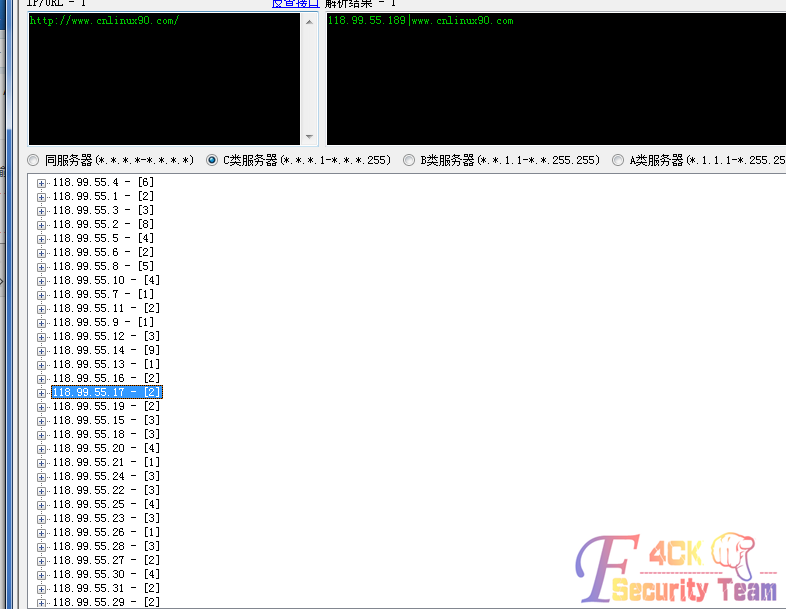 IP/URL - 1
反查接口
解析结果 - 1
http://www.cnlinux90.com/
118.99.55.189|www.cnlinux90.com
同服务器(*.*.*.*-*.*.*.*)
C类服务器(*.*.*.1-*.*.*.255)
B类服务器(*.*.1.1-*.*.255.255)
A类服务器(*.1.1.1-*.255.25
118.99.55.4 - [6]
118.99.55.1 - [2]
118.99.55.3 - [3]
118.99.55.2 - [8]
118.99.55.5 - [4]
118.99.55.6 - [2]
118.99.55.8 - [5]
118.99.55.10 - [4]
118.99.55.7 - [1]
118.99.55.11 - [2]
118.99.55.9 - [1]
118.99.55.12 - [3]
118.99.55.14 - [9]
118.99.55.13 - [1]
118.99.55.16 - [2]
118.99.55.17 - [2]
118.99.55.19 - [2]
118.99.55.15 - [3]
118.99.55.18 - [3]
118.99.55.20 - [4]
118.99.55.21 - [1]
118.99.55.24 - [3]
118.99.55.22 - [3]
118.99.55.25 - [4]
118.99.55.23 - [3]
118.99.55.26 - [1]
118.99.55.28 - [3]
118.99.55.27 - [2]
118.99.55.30 - [4]
118.99.55.31 - [2]
118.99.55.29 - [2]
F4CK
Security Team